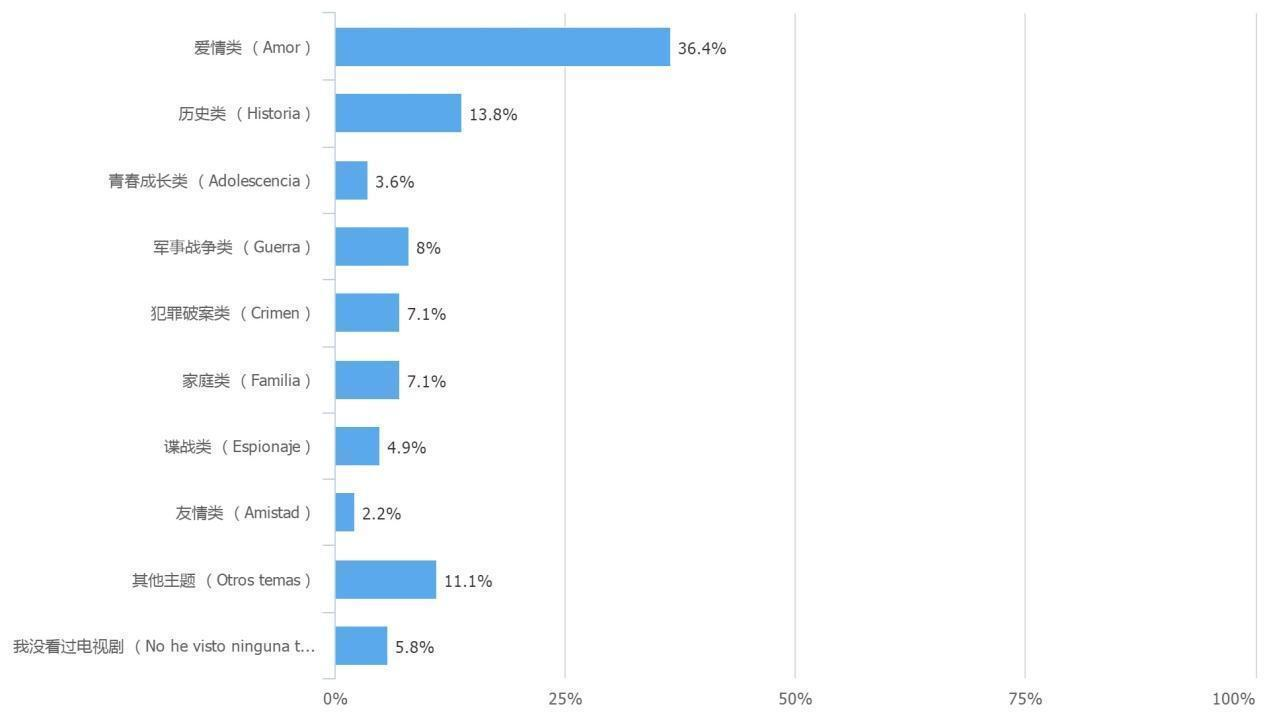 爱情类 （ Amor ） 36.4%
历史类 （ Historia ） 13.8%
青春成长类 （ Adolescencia ） 3.6%
军事战争类 （ Guerra ） 8%
犯罪破案类 （ Crimen ） 7.1%
家庭类 （ Familia ） 7.1%
谍战类 （ Espionaje ） 4.9%
友情类 （ Amistad ） 2.2%
其他主题 （ Otros temas ） 11.1%
我没看过电视剧 （ No he visto ninguna t... 5.8%
0% 25% 50% 75% 100%